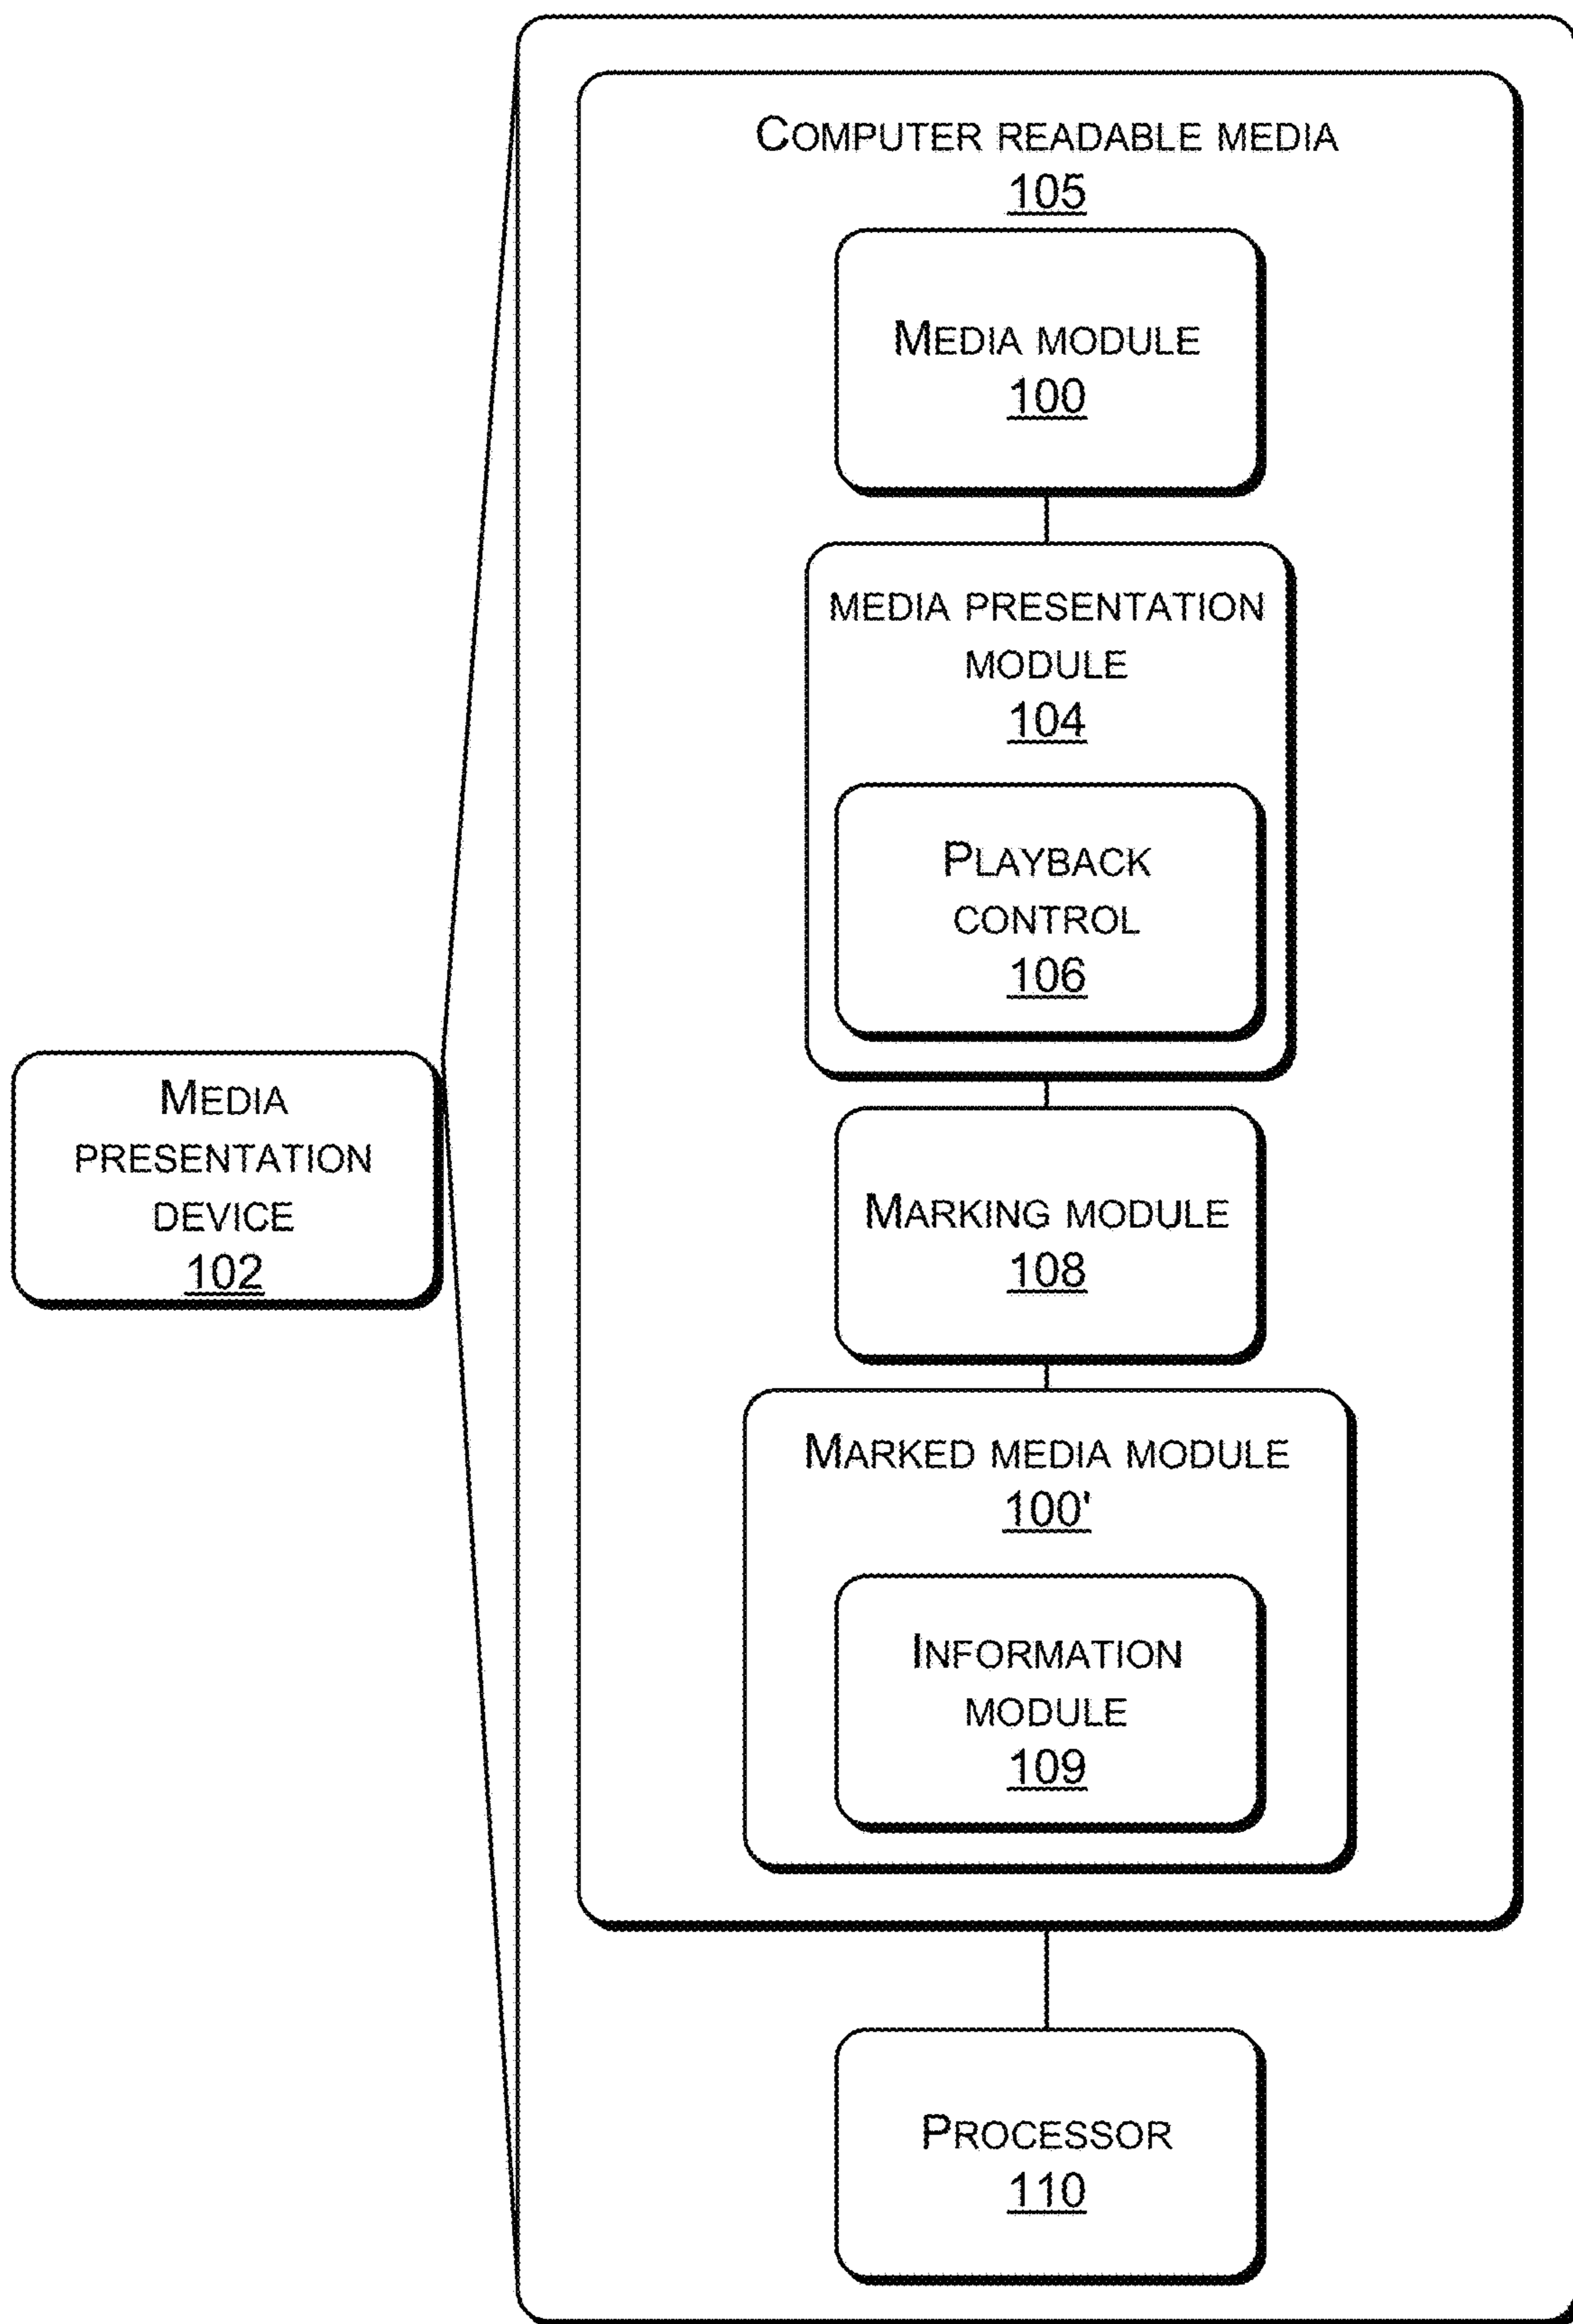 COMPUTER READABLE MEDIA
105
MEDIA MODULE
100
MEDIA PRESENTATION
MODULE
104
PLAYBACK
CONTROL
106
MEDIA
PRESENTATION
DEVICE
102
MARKING MODULE
108
MARKED MEDIA MODULE
100'
INFORMATION
MODULE
109
PROCESSOR
110